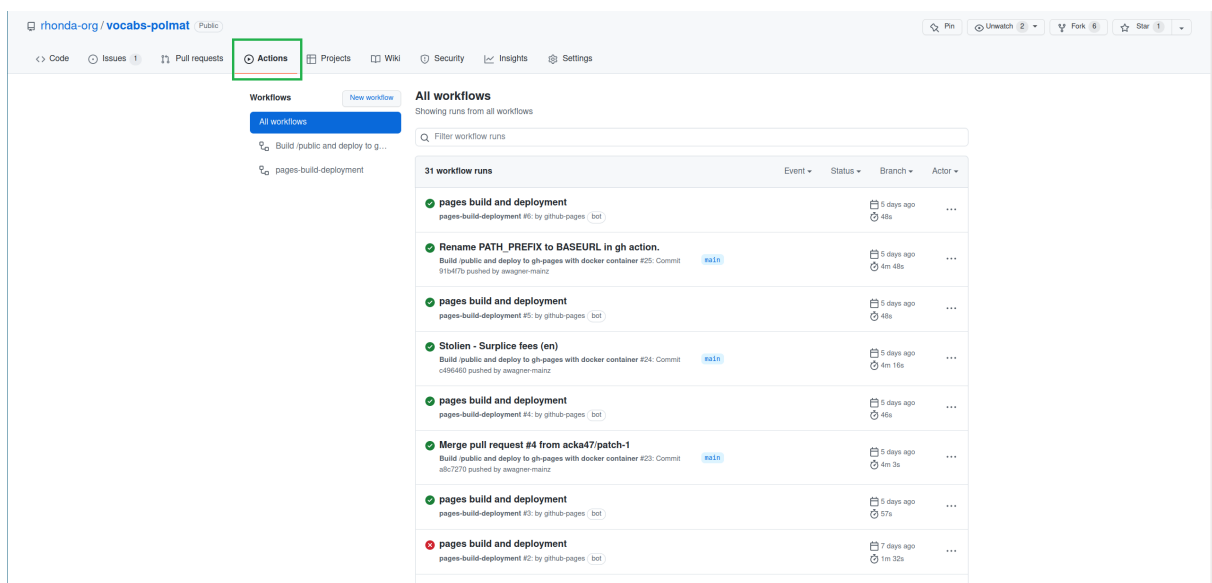 rhonda-org / vocabs-polmat Public
Pin
Unwatch 2
Fork 6
Star 1
Code
Issues 1
Pull requests
Actions
Projects
Wiki
Security
Insights
Settings
Workflows
New workflow
All workflows
Build /public and deploy to g...
pages-build-deployment
All workflows
Showing runs from all workflows
Filter workflow runs
31 workflow runs
Event
Status
Branch
Actor
pages build and deployment
pages-build-deployment #6: by github-pages bot
5 days ago
48s
Rename PATH_PREFIX to BASEURL in gh action.
Build /public and deploy to gh-pages with docker container #25: Commit
91b4f7b pushed by awagner-mainz
main
5 days ago
4m 48s
pages build and deployment
pages-build-deployment #5: by github-pages bot
5 days ago
48s
Stolien - Surplice fees (en)
Build /public and deploy to gh-pages with docker container #24: Commit
c496460 pushed by awagner-mainz
main
5 days ago
4m 16s
pages build and deployment
pages-build-deployment #4: by github-pages bot
5 days ago
46s
Merge pull request #4 from acka47/patch-1
Build /public and deploy to gh-pages with docker container #23: Commit
a8c7270 pushed by awagner-mainz
main
5 days ago
4m 3s
pages build and deployment
pages-build-deployment #3: by github-pages bot
5 days ago
57s
pages build and deployment
pages-build-deployment #2: by github-pages bot
7 days ago
1m 32s